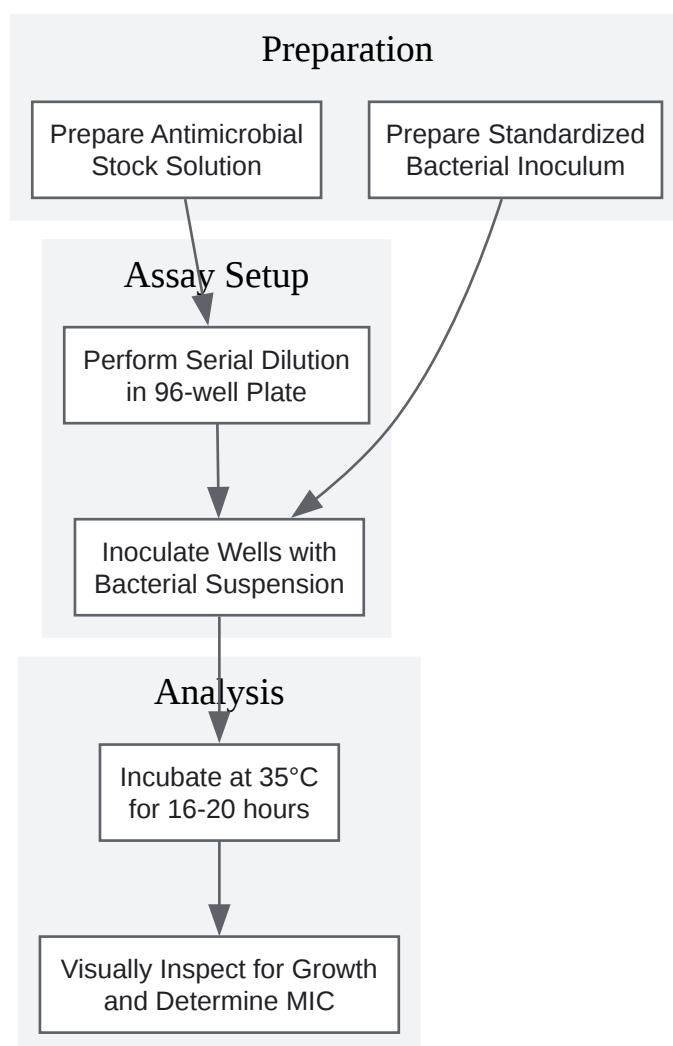 Preparation
Prepare Antimicrobial
Stock Solution
Prepare Standardized
Bacterial Inoculum
Assay Setup
Perform Serial Dilution
in 96-well Plate
Inoculate Wells with
Bacterial Suspension
Analysis
Incubate at 35°C
for 16-20 hours
Visually Inspect for Growth
and Determine MIC